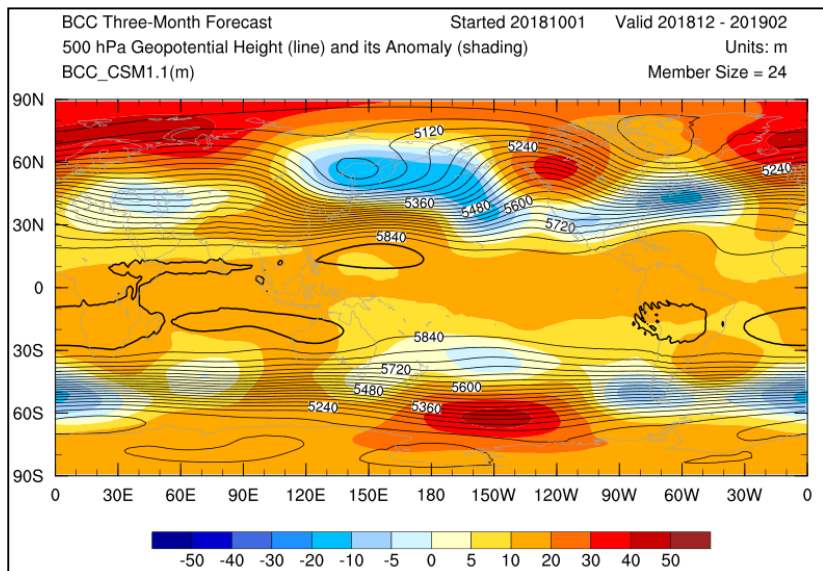 BCC Three-Month Forecast Started 20181001 Valid 201812 - 201902
500 hPa Geopotential Height (line) and its Anomaly (shading) Units: m
BCC_CSM1.1(m) Member Size = 24
90N
5120
5240
60N
5240
5360
5480
5600
30N
5720
5840
0
5840
30S
5720
5480
5600
60S
5240
5360
90S
0 30E 60E 90E 120E 150E 180 150W 120W 90W 60W 30W 0
-50 -40 -30 -20 -10 -5 0 5 10 20 30 40 50